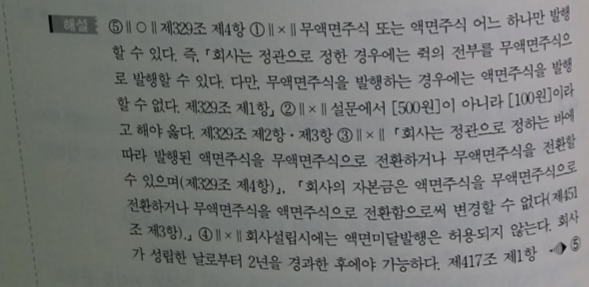 해설 ⑤∥○∥제329조 제4항 ①∥×∥무액면주식 또는 액면주식 어느 하나만 발행
할 수 있다. 즉, 「회사는 정관으로 정한 경우에는 쥑의 전부를 무액면주식으
로 발행할 수 있다. 다만, 무액면주식을 발행하는 경우에는 액면주식을 발행
할 수 없다. 제329조 제1항」 ②∥×∥설문에서 [500원]이 아니라 [100원]이라
고 해야 옳다. 제329조 제2항·제3항 ③∥×∥ 「회사는 정관으로 정하는 바에
따라 발행된 액면주식을 무액면주식으로 전환하거나 무액면주식을 전환할
수 있으며(제329조 제4항)」, 「회사의 자본금은 액면주식을 무액면주식으로
전환하거나 무액면주식을 액면주식으로 전환함으로써 변경할 수 없다(제451
조 제3항).」 ④∥×∥회사설립시에는 액면미달발행은 허용되지 않는다. 회사
가 성립한 날로부터 2년을 경과한 후에야 가능하다. 제417조 제1항 ⑤